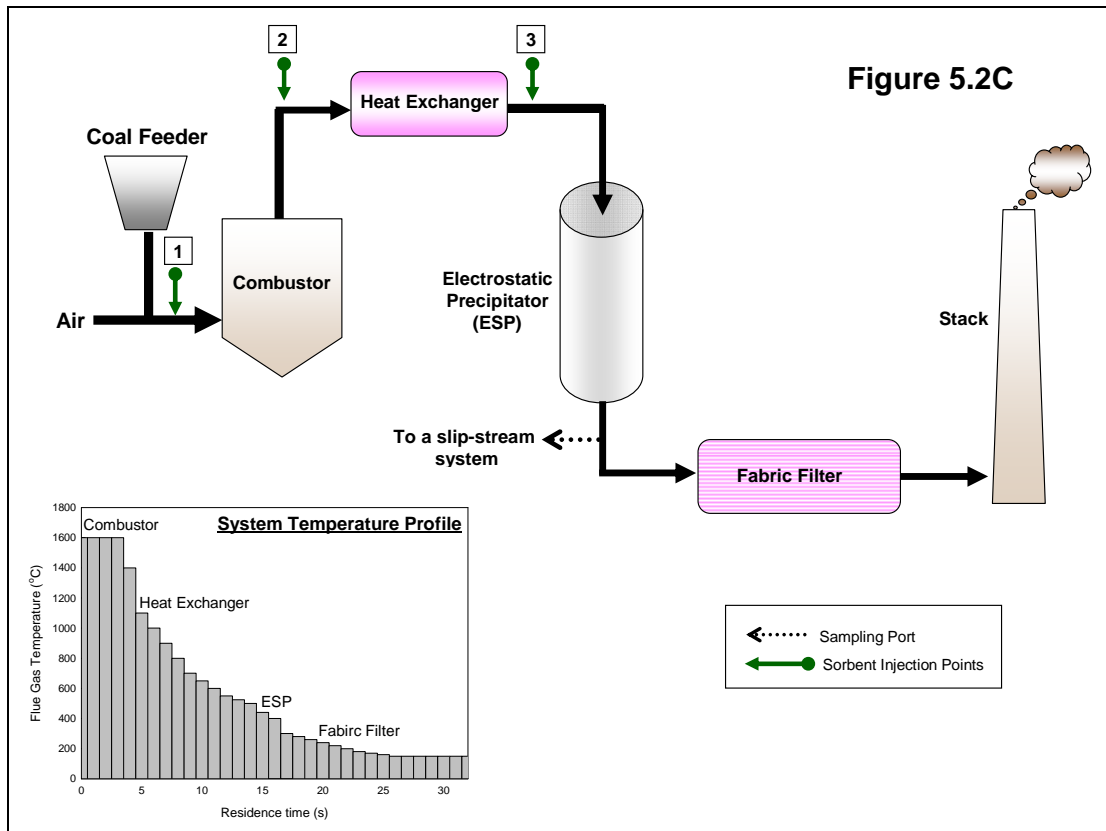 Figure 5.2C
2
3
Heat Exchanger
Coal Feeder
1
Combustor
Air
Electrostatic
Precipitator
(ESP)
Stack
To a slip-stream
system
Fabric Filter
System Temperature Profile
Flue Gas Temperature (°C)
1800
1600
1400
1200
1000
800
600
400
200
0
Combustor
Heat Exchanger
ESP
Fabirc Filter
0 5 10 15 20 25 30
Residence time (s)
Sampling Port
Sorbent Injection Points